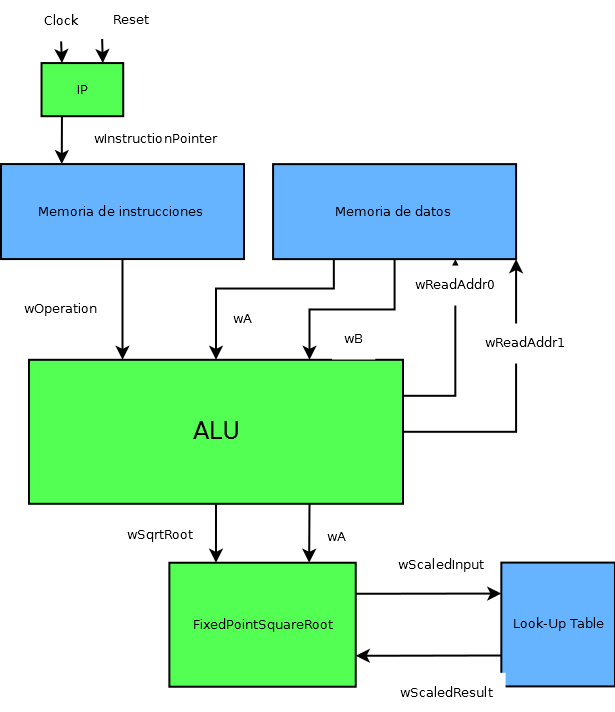 Clock
Reset
IP
wInstructionPointer
Memoria de instrucciones
Memoria de datos
wOperation
wA
wB
wReadAddr0
wReadAddr1
ALU
wSqrtRoot
wA
wScaledInput
FixedPointSquareRoot
Look-Up Table
wScaledResult